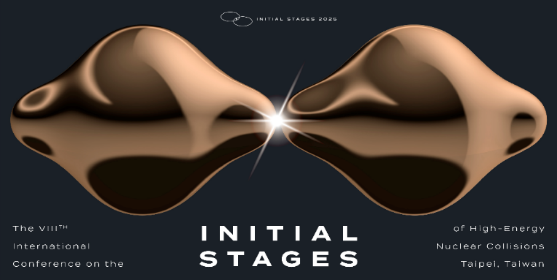 INITIAL STAGES 2025
The VIIITH
International
Conference on the
INITIAL
STAGES
of High-Energy
Nuclear Collisions
Taipei, Taiwan